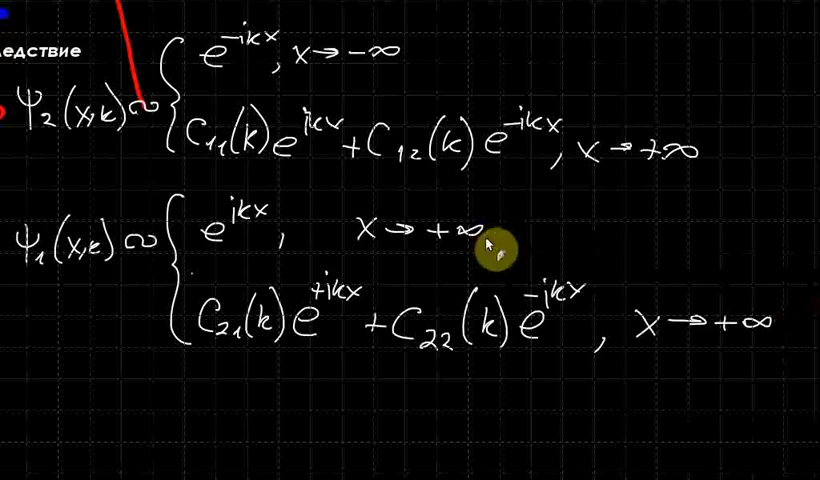 едствие
e^{-ikx}, x → -∞
ψ₂(x,k) ∾ {
C₁₁(k)e^{ikx} + C₁₂(k)e^{-ikx}, x → +∞
e^{ikx}, x → +∞
ψ₁(x,k) ∾ {
C₂₁(k)e^{+ikx} + C₂₂(k)e^{-ikx}, x → +∞